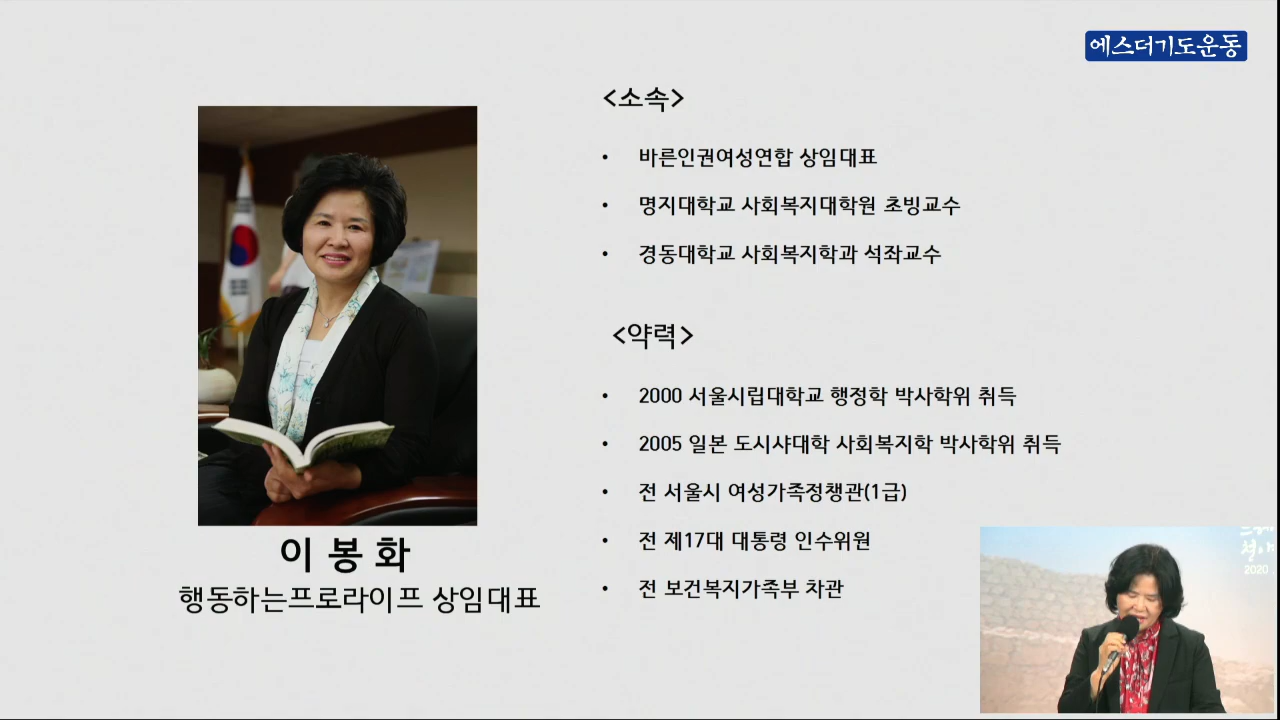 에스더기도운동
<소속>
• 바른인권여성연합 상임대표
• 명지대학교 사회복지대학원 초빙교수
• 경동대학교 사회복지학과 석좌교수
<약력>
• 2000 서울시립대학교 행정학 박사학위 취득
• 2005 일본 도시샤대학 사회복지학 박사학위 취득
• 전 서울시 여성가족정챙관(1급)
• 전 제17대 대통령 인수위원
• 전 보건복지가족부 차관
이 봉 화
행동하는프로라이프 상임대표
2020